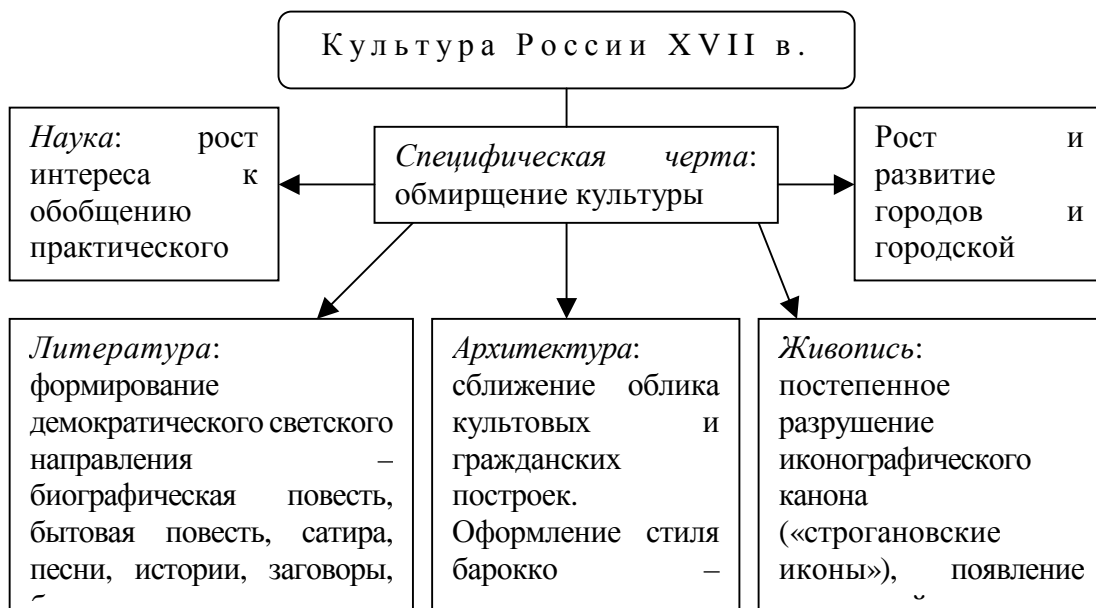 Культура России XVII в.
Наука: рост
интереса к
обобщению
практического
Специфическая черта:
обмирщение культуры
Рост и
развитие
городов и
городской
Литература:
формирование
демократического светского
направления –
биографическая повесть,
бытовая повесть, сатира,
песни, истории, заговоры,
Архитектура:
сближение облика
культовых и
гражданских
построек.
Оформление стиля
барокко –
Живопись:
постепенное
разрушение
иконографического
канона
(«строгановские
иконы»), появление